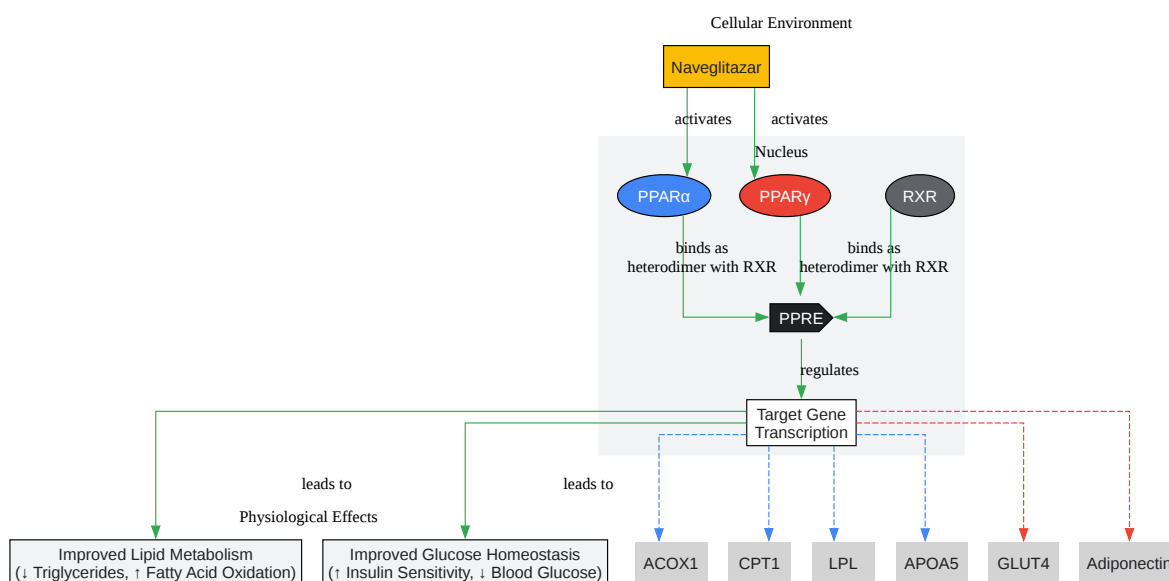 Cellular Environment
Naveglitazar
activates
activates
Nucleus
PPARα
PPARγ
RXR
binds as
heterodimer with RXR
binds as
heterodimer with RXR
PPRE
regulates
Target Gene
Transcription
leads to
leads to
Physiological Effects
Improved Lipid Metabolism
(↓ Triglycerides, ↑ Fatty Acid Oxidation)
Improved Glucose Homeostasis
(↑ Insulin Sensitivity, ↓ Blood Glucose)
ACOX1
CPT1
LPL
APOA5
GLUT4
Adiponectin